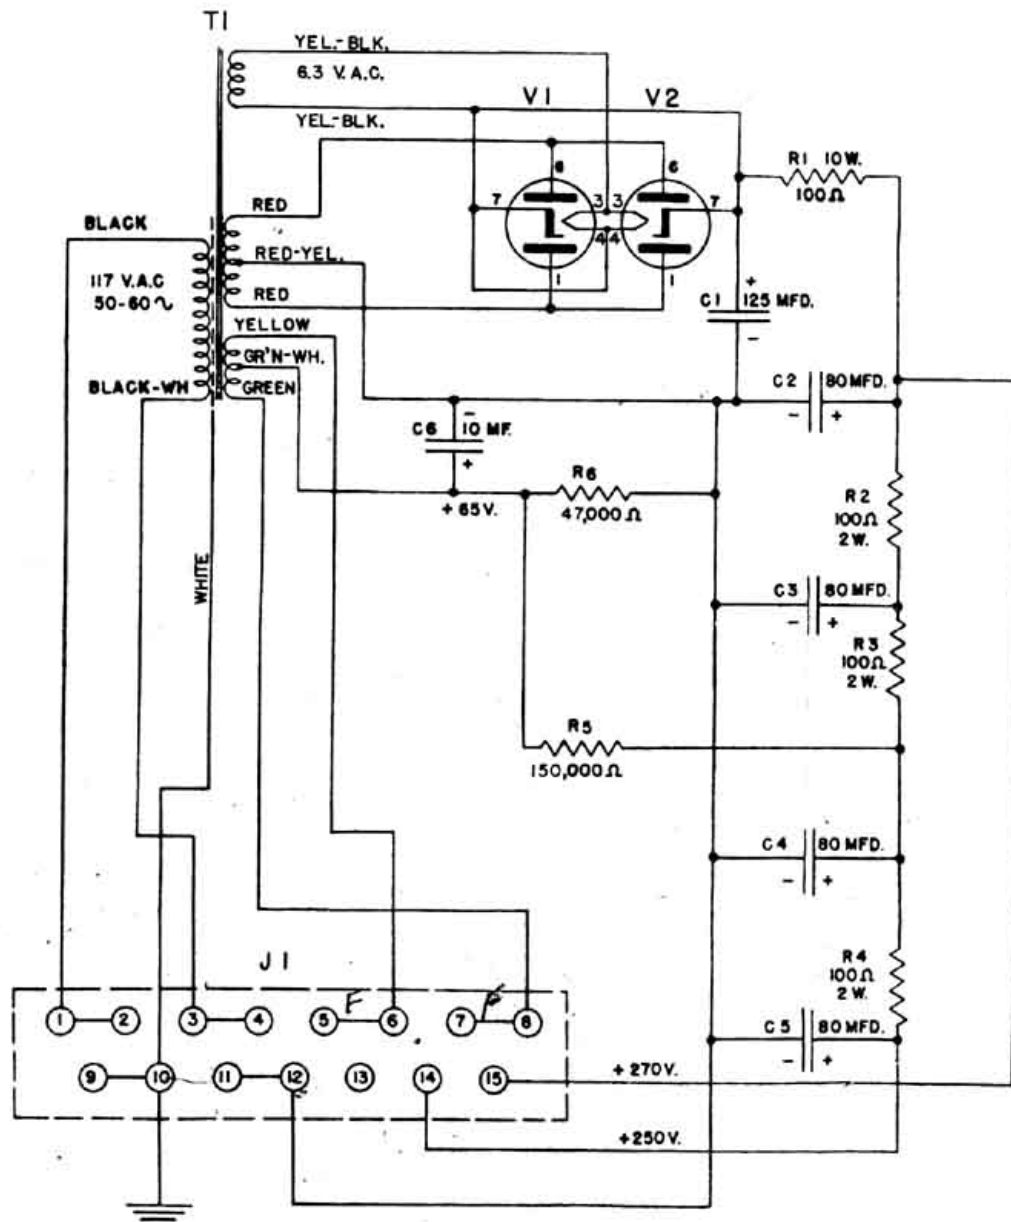 T1
YEL.-BLK.
6.3 V.A.C.
YEL.-BLK.
V1
V2
6
6
7
3
3
7
4
4
1
1
R1 10W.
100Ω
BLACK
117 V.A.C
50-60~
BLACK-WH
RED
RED-YEL.
RED
YELLOW
GR'N-WH.
GREEN
+
C1 125 MFD.
-
C2 80 MFD.
- +
-
C6 10 MF.
+
+65V.
R6
47,000Ω
R2
100Ω
2W.
WHITE
C3 80 MFD.
- +
R3
100Ω
2W.
R5
150,000Ω
C4 80 MFD.
- +
R4
100Ω
2W.
C5 80 MFD.
- +
J1
F
1 2 3 4 5 6 7 8
9 10 11 12 13 14 15
+270V.
+250V.